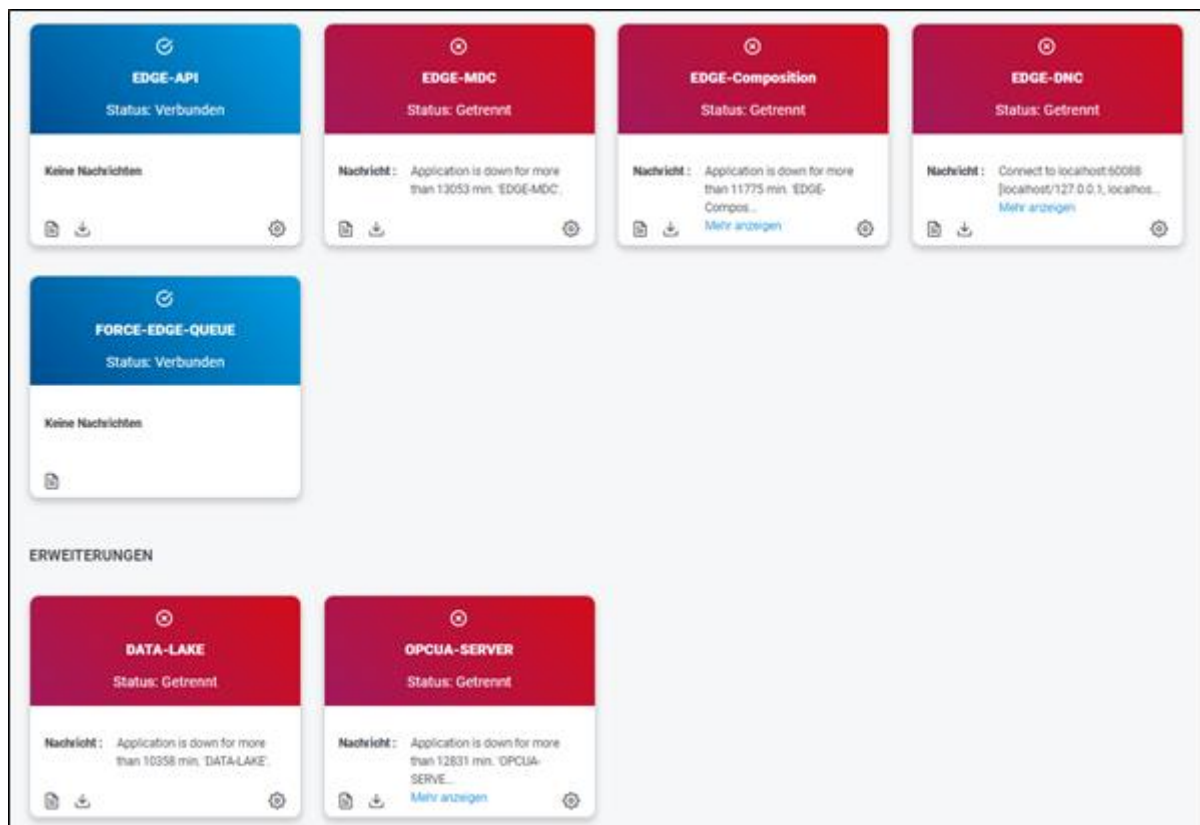 EDGE-API
Status: Verbunden
Keine Nachrichten
EDGE-MDC
Status: Getrennt
Nachricht : Application is down for more
than 13053 min. 'EDGE-MDC'.
EDGE-Composition
Status: Getrennt
Nachricht : Application is down for more
than 11775 min. 'EDGE-
Compos...
Mehr anzeigen
EDGE-DNC
Status: Getrennt
Nachricht : Connect to localhost:60088
[localhost/127.0.0.1, localhos...
Mehr anzeigen
FORCE-EDGE-QUEUE
Status: Verbunden
Keine Nachrichten
ERWEITERUNGEN
DATA-LAKE
Status: Getrennt
Nachricht : Application is down for more
than 10358 min. 'DATA-LAKE'.
OPCUA-SERVER
Status: Getrennt
Nachricht : Application is down for more
than 12831 min. 'OPCUA-
SERVE...
Mehr anzeigen